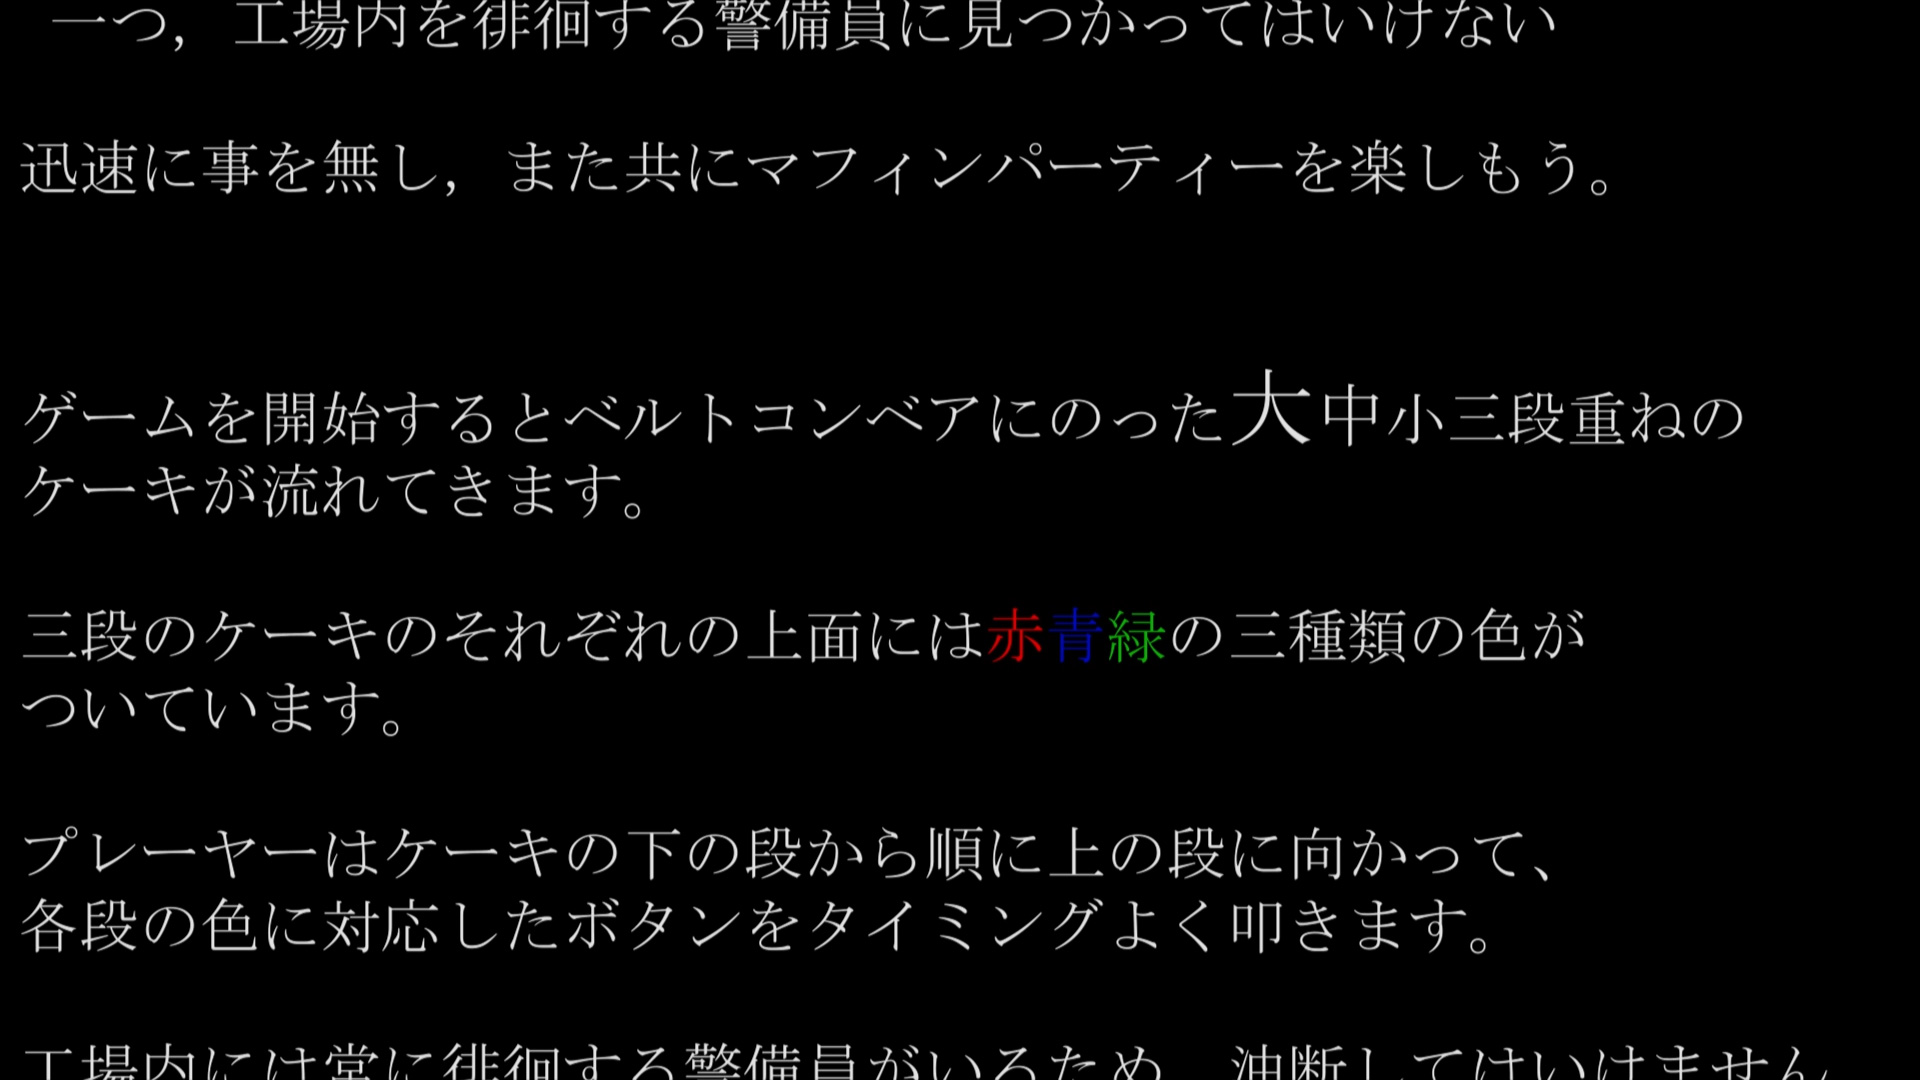 一つ，工場内を徘徊する警備員に見つかってはいけない
迅速に事を無し，また共にマフィンパーティーを楽しもう。
ゲームを開始するとベルトコンベアにのった大中小三段重ねの
ケーキが流れてきます。
三段のケーキのそれぞれの上面には赤青緑の三種類の色が
ついています。
プレーヤーはケーキの下の段から順に上の段に向かって、
各段の色に対応したボタンをタイミングよく叩きます。
工場内には常に徘徊する警備員がいるため、油断してはいけません